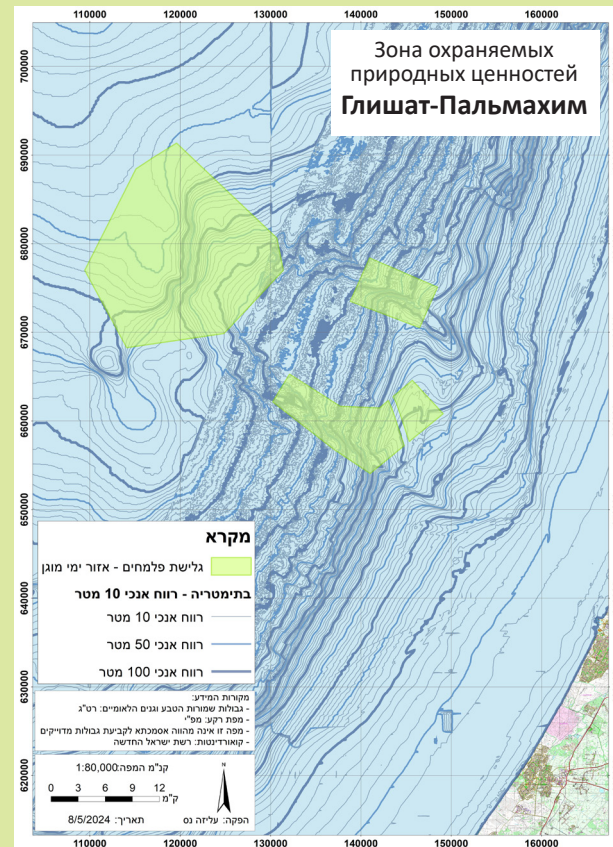 110000 120000 130000 140000 150000 160000
Зона охраняемых
природных ценностей
Глишат-Пальмахим
700000
690000
680000
670000
660000
650000
640000
630000
620000
מקרא
גלישת פלמחים - אזור ימי מוגן
בתימטריה - רווח אנכי 10 מטר
רווח אנכי 10 מטר
רווח אנכי 50 מטר
רווח אנכי 100 מטר
מקורות המידע:
- גבולות שמורות הטבע וגנים הלאומיים: רט"ג
- מפת רקע: מפ"י
- מפה זו אינה מהווה אסמכתא לקביעת גבולות מדוייקים
- קואורדינטות: רשת ישראל החדשה
קנ"מ המפה: 1:80,000
0 3 6 9 12
ק"מ
N
תאריך: 8/5/2024
הפקה: עליזה גס
110000 120000 130000 140000 150000 160000